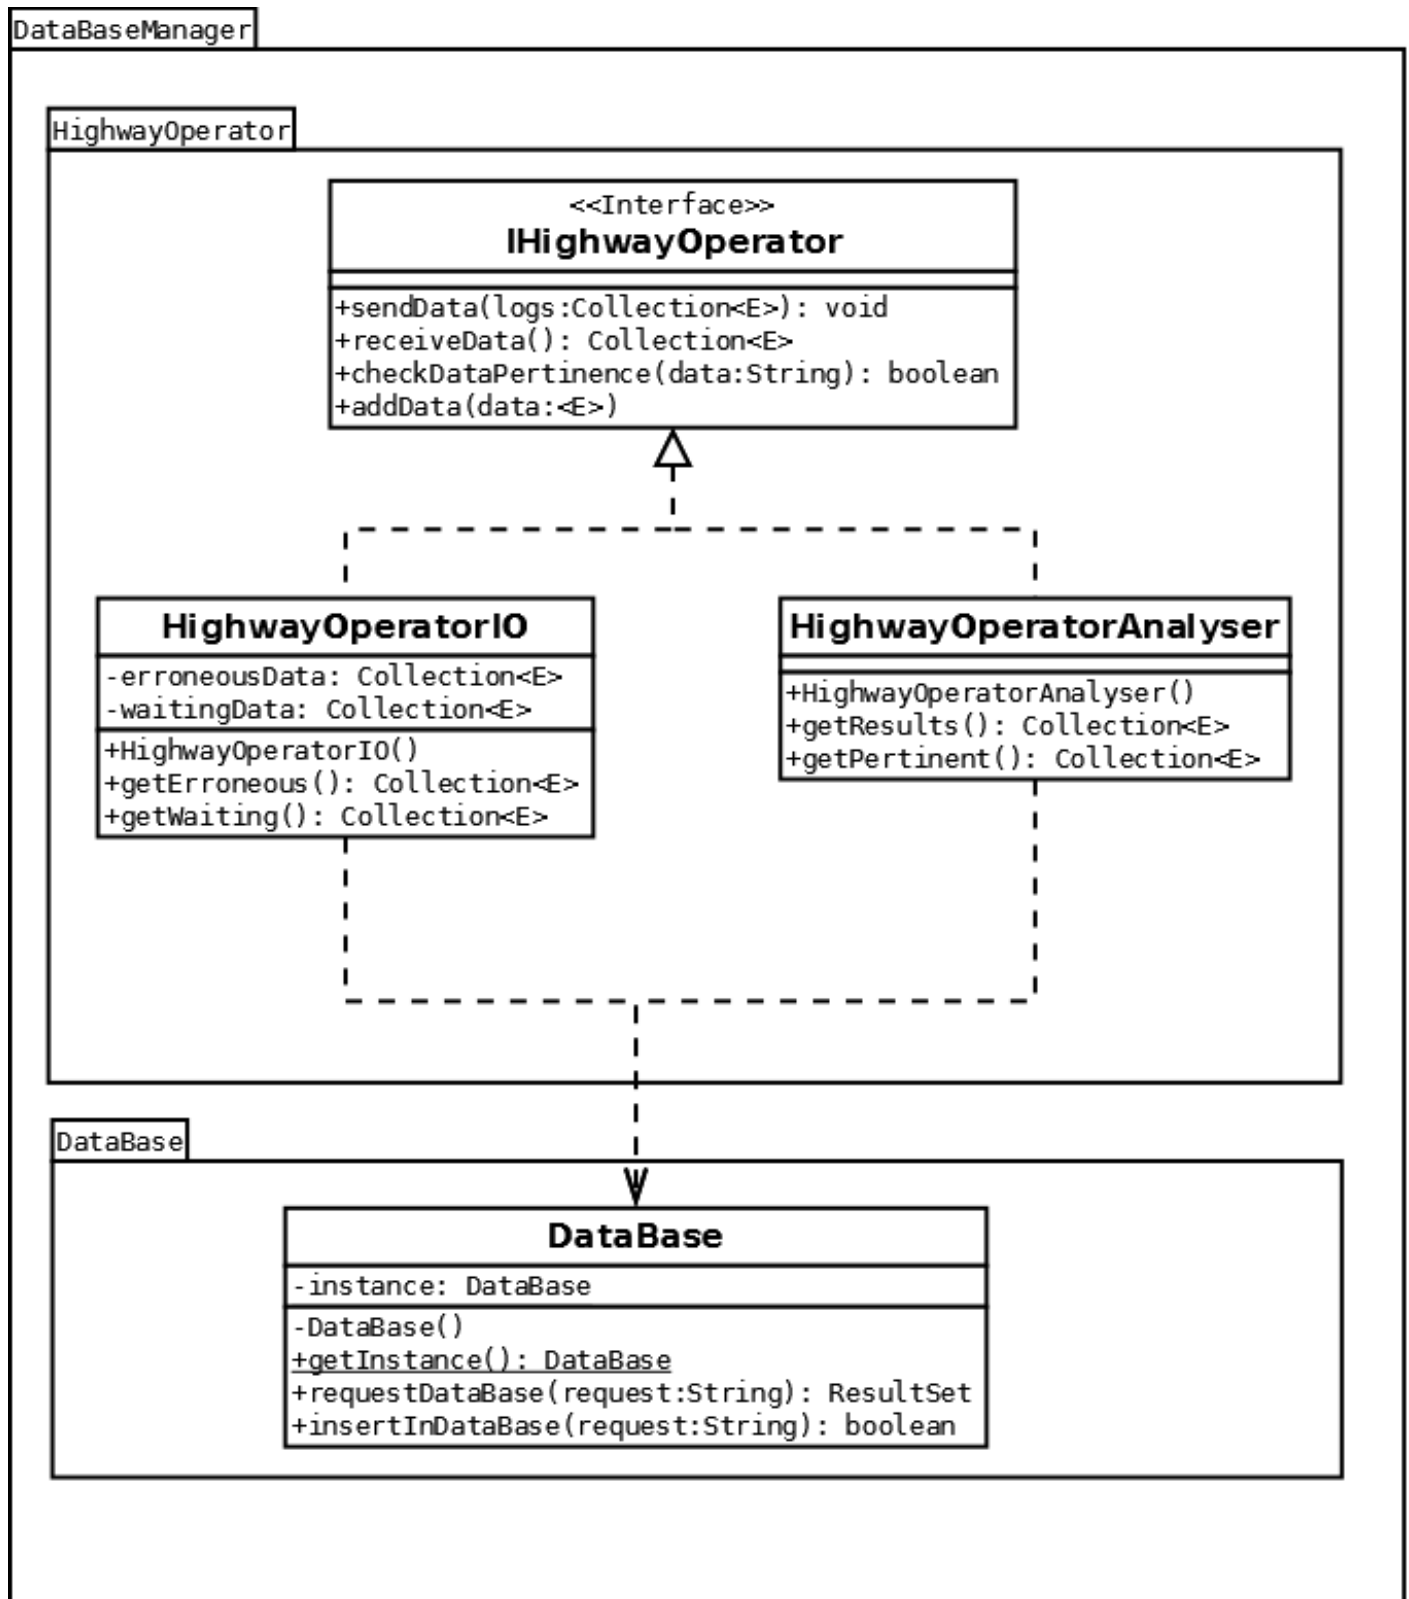 DataBaseManager
HighwayOperator
<<Interface>>
IHighwayOperator
+sendData(logs:Collection<E>): void
+receiveData(): Collection<E>
+checkDataPertinence(data:String): boolean
+addData(data:<E>)
HighwayOperatorIO
-erroneousData: Collection<E>
-waitingData: Collection<E>
+HighwayOperatorIO()
+getErroneous(): Collection<E>
+getWaiting(): Collection<E>
HighwayOperatorAnalyser
+HighwayOperatorAnalyser()
+getResults(): Collection<E>
+getPertinent(): Collection<E>
DataBase
DataBase
-instance: DataBase
-DataBase()
+getInstance(): DataBase
+requestDataBase(request:String): ResultSet
+insertInDataBase(request:String): boolean